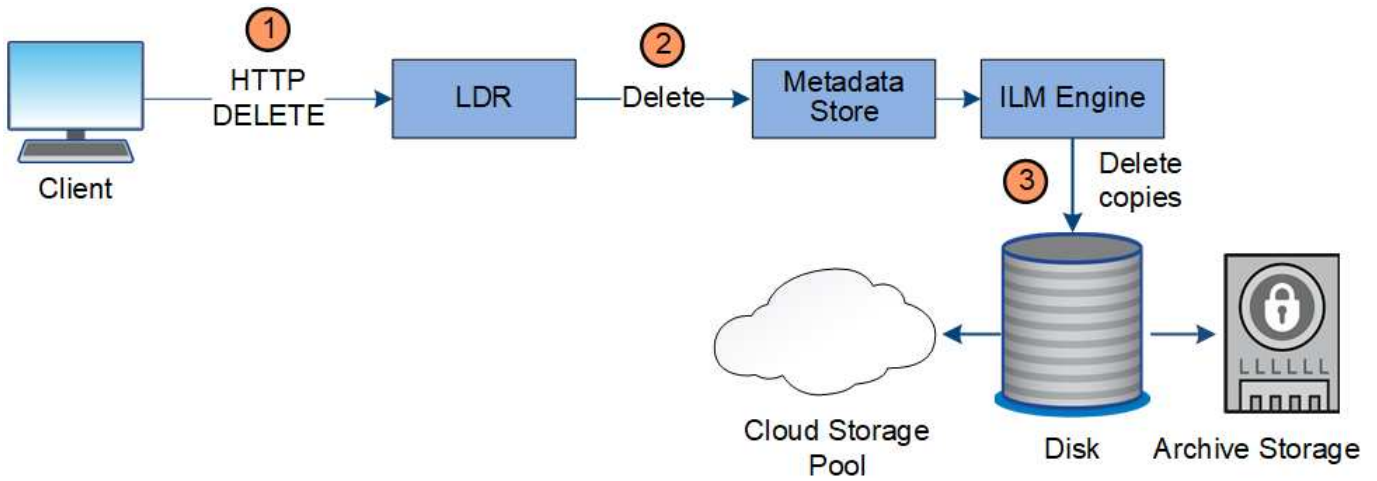 1
HTTP
DELETE
Client
LDR
2
Delete
Metadata
Store
ILM Engine
3
Delete
copies
Cloud Storage
Pool
Disk
LLLLLL
Archive Storage